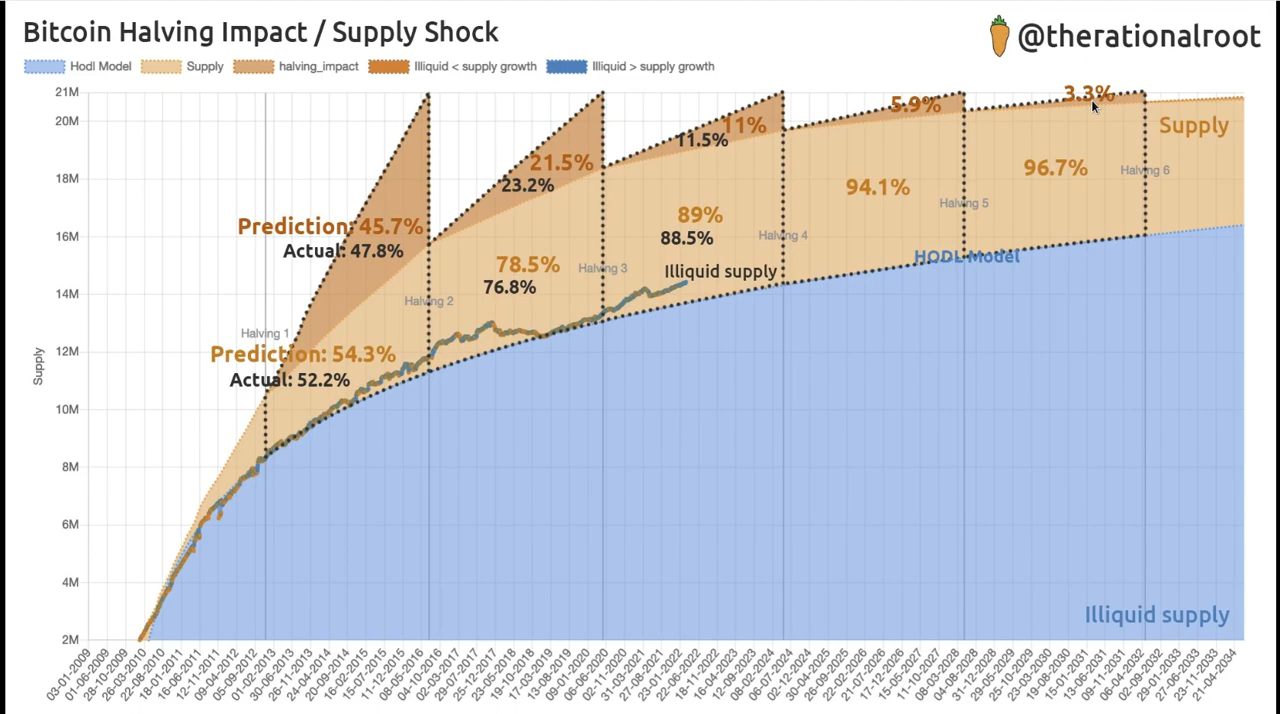 Bitcoin Halving Impact / Supply Shock
@therationalroot
Hodl Model Supply halving_impact Illiquid < supply growth Illiquid > supply growth
21M
20M
18M
16M
14M
12M
10M
8M
6M
4M
2M
Supply
3.3%
5.9%
11%
11.5%
Supply
21.5%
23.2%
96.7%
Halving 6
94.1%
Halving 5
89%
88.5%
Halving 4
Prediction: 45.7%
Actual: 47.8%
78.5%
76.8%
Halving 3
HODL Model
Illiquid supply
Halving 2
Halving 1
Prediction: 54.3%
Actual: 52.2%
Illiquid supply
03-01-2009
01-06-2009
28-10-2009
26-03-2010
22-08-2010
18-01-2011
16-06-2011
12-11-2011
09-04-2012
05-09-2012
01-02-2013
30-06-2013
26-11-2013
24-04-2014
20-09-2014
16-02-2015
15-07-2015
11-12-2015
08-05-2016
04-10-2016
02-03-2017
29-07-2017
25-12-2017
23-05-2018
19-10-2018
17-03-2019
13-08-2019
09-01-2020
06-06-2020
02-11-2020
31-03-2021
27-08-2021
23-01-2022
21-06-2022
18-11-2022
16-04-2023
12-09-2023
08-02-2024
06-07-2024
03-12-2024
02-05-2025
30-04-2025
26-02-2026
21-07-2026
21-12-2026
17-05-2027
11-10-2027
08-03-2028
04-08-2028
31-12-2028
29-05-2029
25-10-2029
23-03-2030
19-08-2030
15-01-2031
13-06-2031
09-11-2031
06-04-2032
02-09-2032
29-01-2033
27-06-2033
23-11-2033
21-04-2034